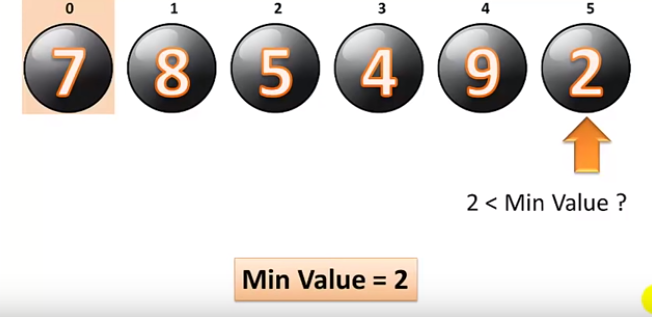 0 1 2 3 4 5
7 8 5 4 9 2
2 < Min Value ?
Min Value = 2